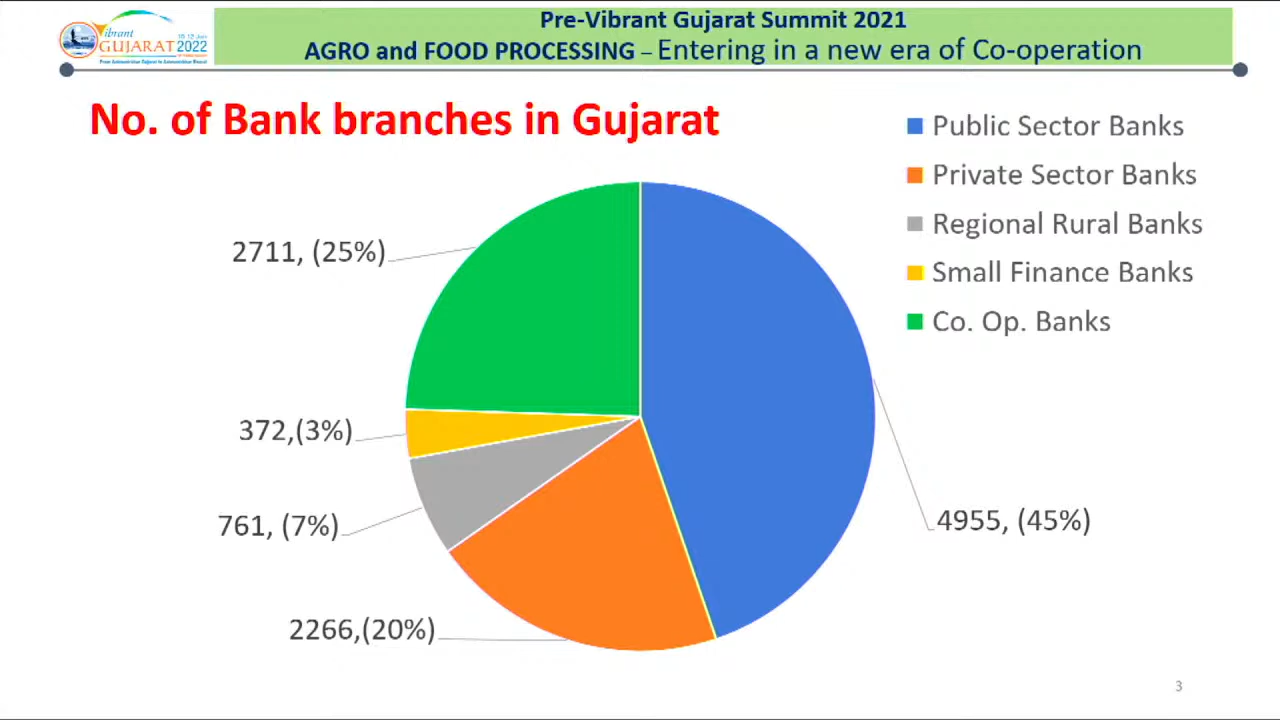 Pre-Vibrant Gujarat Summit 2021
AGRO and FOOD PROCESSING – Entering in a new era of Co-operation
Vibrant
GUJARAT 2022
No. of Bank branches in Gujarat
Public Sector Banks
Private Sector Banks
Regional Rural Banks
Small Finance Banks
Co. Op. Banks
2711, (25%)
372,(3%)
761, (7%)
2266,(20%)
4955, (45%)
3